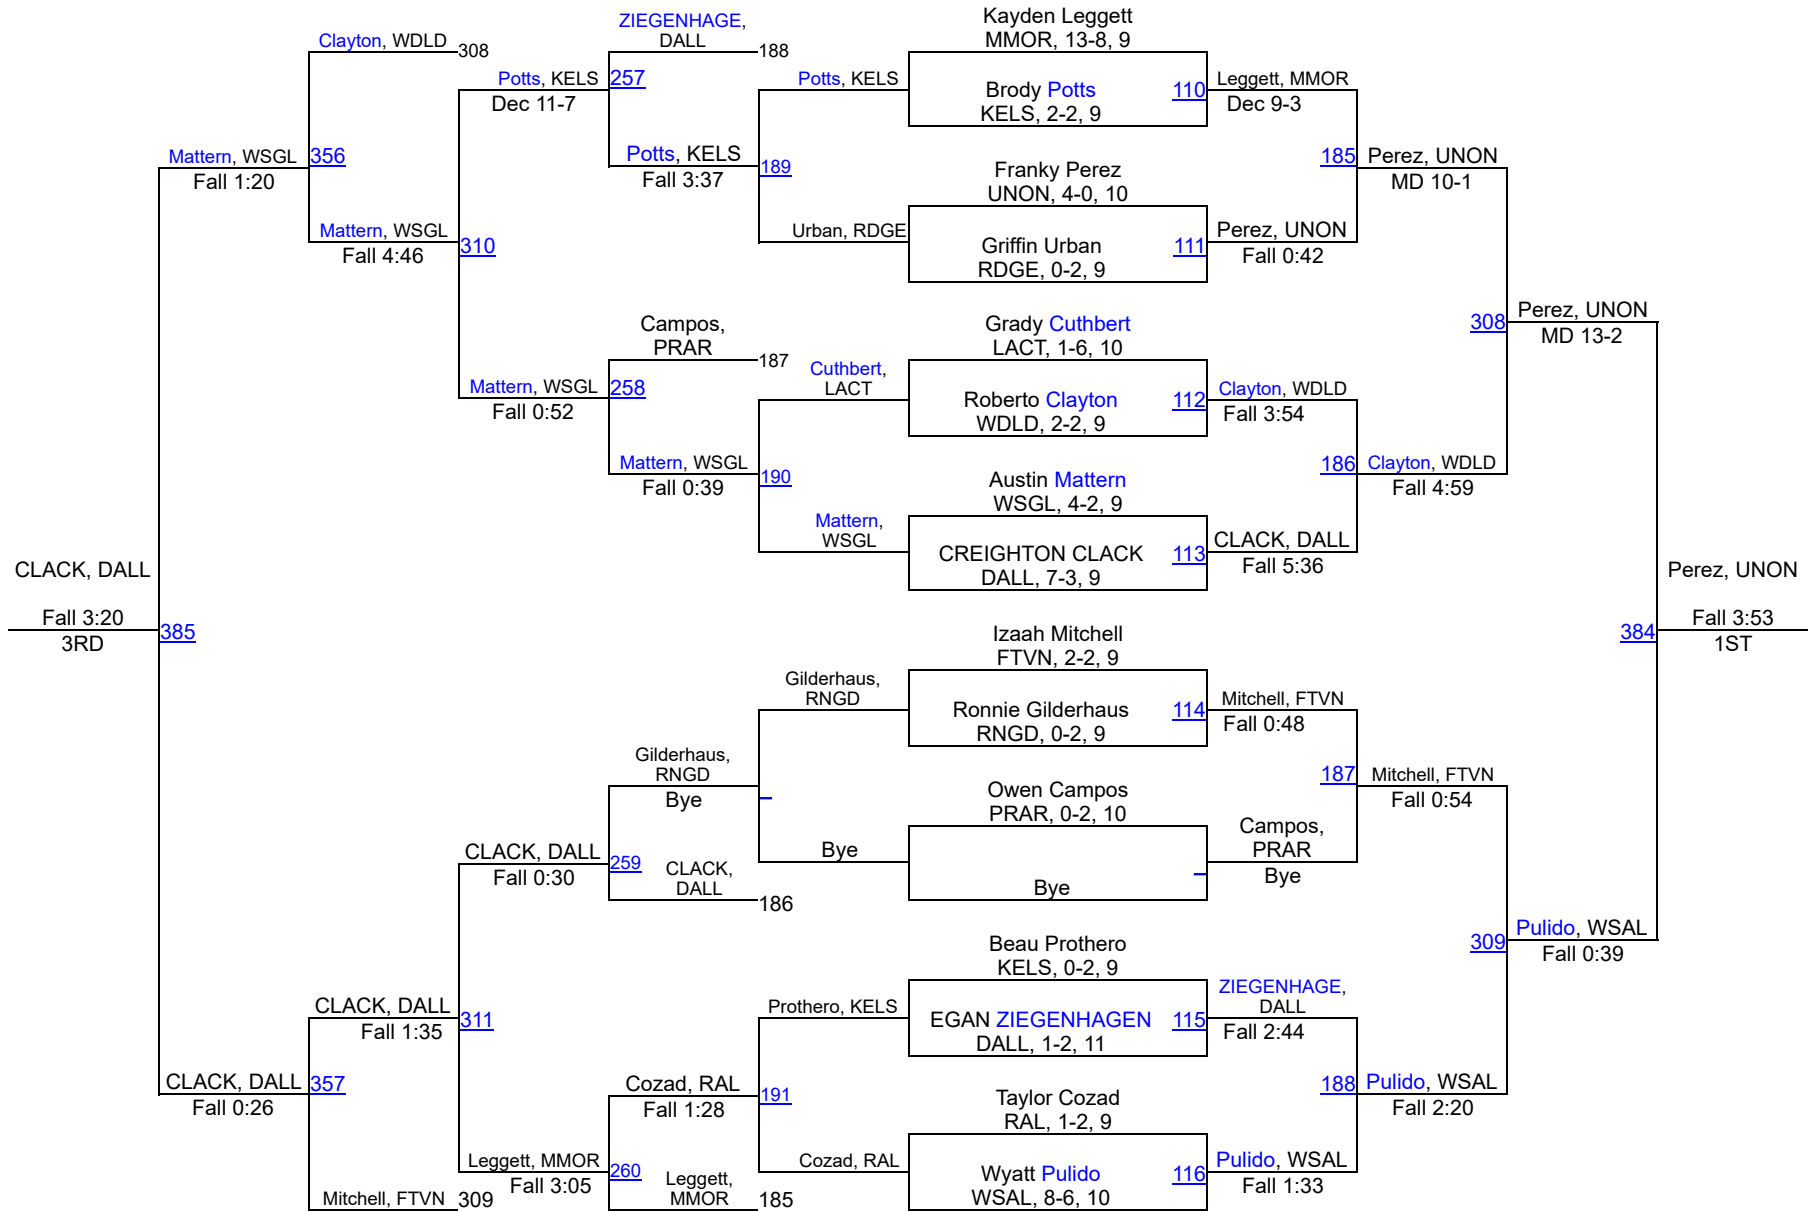 Kayden Leggett
MMOR, 13-8, 9
ZIEGENHAGE,
DALL
188
Clayton, WDLD
308
Potts, KELS
257
Dec 11-7
Potts, KELS
Brody Potts
KELS, 2-2, 9
110
Leggett, MMOR
Dec 9-3
Mattern, WSGL
356
Fall 1:20
Potts, KELS
189
Fall 3:37
Franky Perez
UNON, 4-0, 10
185
Perez, UNON
MD 10-1
Mattern, WSGL
310
Fall 4:46
Urban, RDGE
Griffin Urban
RDGE, 0-2, 9
111
Perez, UNON
Fall 0:42
Campos,
PRAR
187
Grady Cuthbert
LACT, 1-6, 10
308
Perez, UNON
MD 13-2
Mattern, WSGL
258
Fall 0:52
Cuthbert,
LACT
Roberto Clayton
WDLD, 2-2, 9
112
Clayton, WDLD
Fall 3:54
Mattern, WSGL
190
Fall 0:39
Austin Mattern
WSGL, 4-2, 9
186
Clayton, WDLD
Fall 4:59
Mattern,
WSGL
CREIGHTON CLACK
DALL, 7-3, 9
113
CLACK, DALL
Fall 5:36
CLACK, DALL
Fall 3:20
3RD
385
Perez, UNON
384
Fall 3:53
1ST
Izaah Mitchell
FTVN, 2-2, 9
Gilderhaus,
RNGD
Ronnie Gilderhaus
RNGD, 0-2, 9
114
Mitchell, FTVN
Fall 0:48
Gilderhaus,
RNGD
Bye
Owen Campos
PRAR, 0-2, 10
187
Mitchell, FTVN
Fall 0:54
CLACK, DALL
259
Fall 0:30
CLACK,
DALL
186
Bye
Bye
Campos,
PRAR
Bye
Beau Prothero
KELS, 0-2, 9
309
Pulido, WSAL
Fall 0:39
CLACK, DALL
311
Fall 1:35
Prothero, KELS
EGAN ZIEGENHAGEN
DALL, 1-2, 11
115
ZIEGENHAGE,
DALL
Fall 2:44
CLACK, DALL
357
Fall 0:26
Cozad, RAL
191
Fall 1:28
Taylor Cozad
RAL, 1-2, 9
188
Pulido, WSAL
Fall 2:20
Leggett, MMOR
260
Fall 3:05
Mitchell, FTVN
309
Leggett,
MMOR
185
Cozad, RAL
Wyatt Pulido
WSAL, 8-6, 10
116
Pulido, WSAL
Fall 1:33